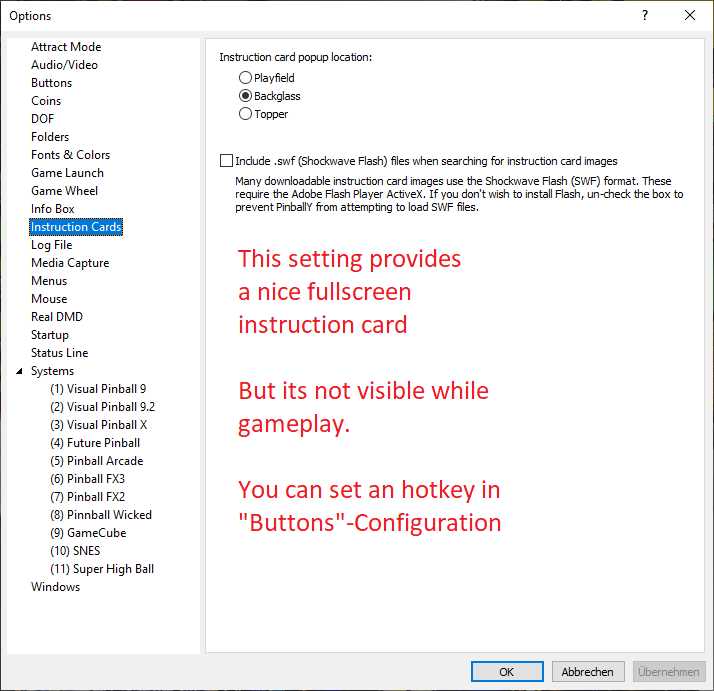 Options
?
Attract Mode
Audio/Video
Buttons
Coins
DOF
Folders
Fonts & Colors
Game Launch
Game Wheel
Info Box
Instruction Cards
Log File
Media Capture
Menus
Mouse
Real DMD
Startup
Status Line
Systems
(1) Visual Pinball 9
(2) Visual Pinball 9.2
(3) Visual Pinball X
(4) Future Pinball
(5) Pinball Arcade
(6) Pinball FX3
(7) Pinball FX2
(8) Pinnball Wicked
(9) GameCube
(10) SNES
(11) Super High Ball
Windows
Instruction card popup location:
Playfield
Backglass
Topper
Include .swf (Shockwave Flash) files when searching for instruction card images
Many downloadable instruction card images use the Shockwave Flash (SWF) format. These
require the Adobe Flash Player ActiveX. If you don't wish to install Flash, un-check the box to
prevent PinballY from attempting to load SWF files.
This setting provides
a nice fullscreen
instruction card
But its not visible while
gameplay.
You can set an hotkey in
"Buttons"-Configuration
OK
Abbrechen
Übernehmen